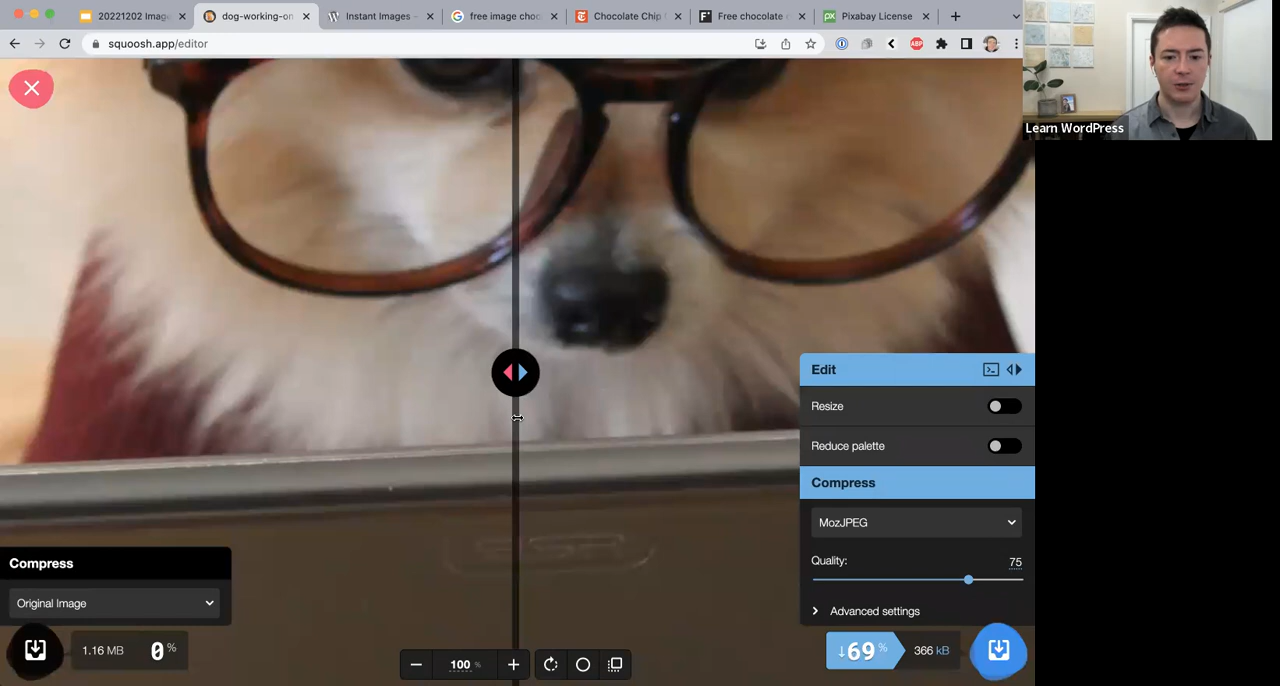 20221202 Imag
dog-working-on
Instant Images –
free image choc
Chocolate Chip
Free chocolate
Pixabay License
squoosh.app/editor
ABP
Learn WordPress
Edit
Resize
Reduce palette
Compress
MozJPEG
Quality: 75
Advanced settings
Compress
Original Image
1.16 MB 0 %
100 %
↓69 % 366 kB